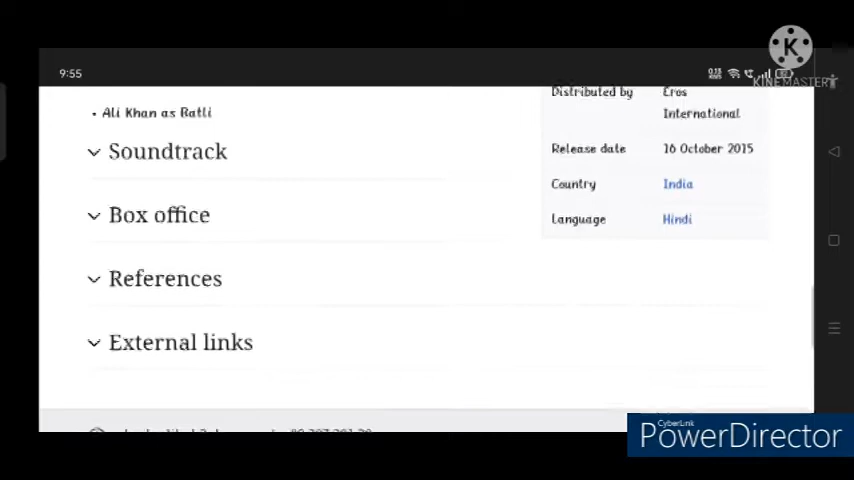 9:55
KINEMASTER
Distributed by Eros
International
• Ali Khan as Ratli
Soundtrack
Release date 16 October 2015
Country India
Box office
Language Hindi
References
External links
CyberLink
PowerDirector